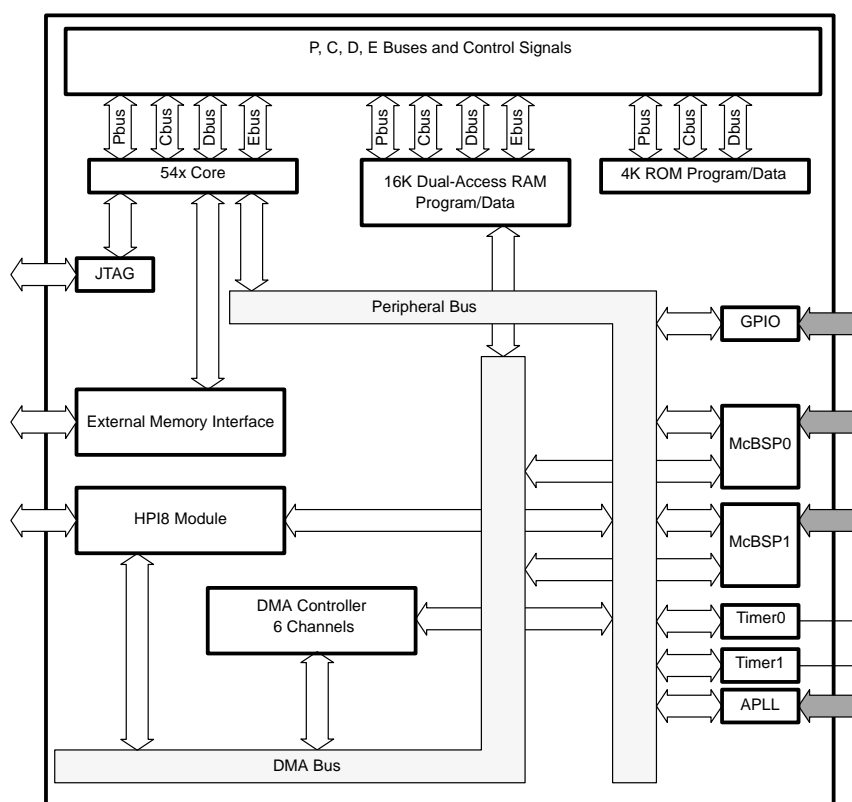 P, C, D, E Buses and Control Signals
Pbus
Cbus
Dbus
Ebus
Pbus
Cbus
Dbus
Ebus
Pbus
Cbus
Dbus
54x Core
16K Dual-Access RAM
Program/Data
4K ROM Program/Data
JTAG
Peripheral Bus
GPIO
External Memory Interface
McBSP0
HPI8 Module
McBSP1
DMA Controller
6 Channels
Timer0
Timer1
APLL
DMA Bus